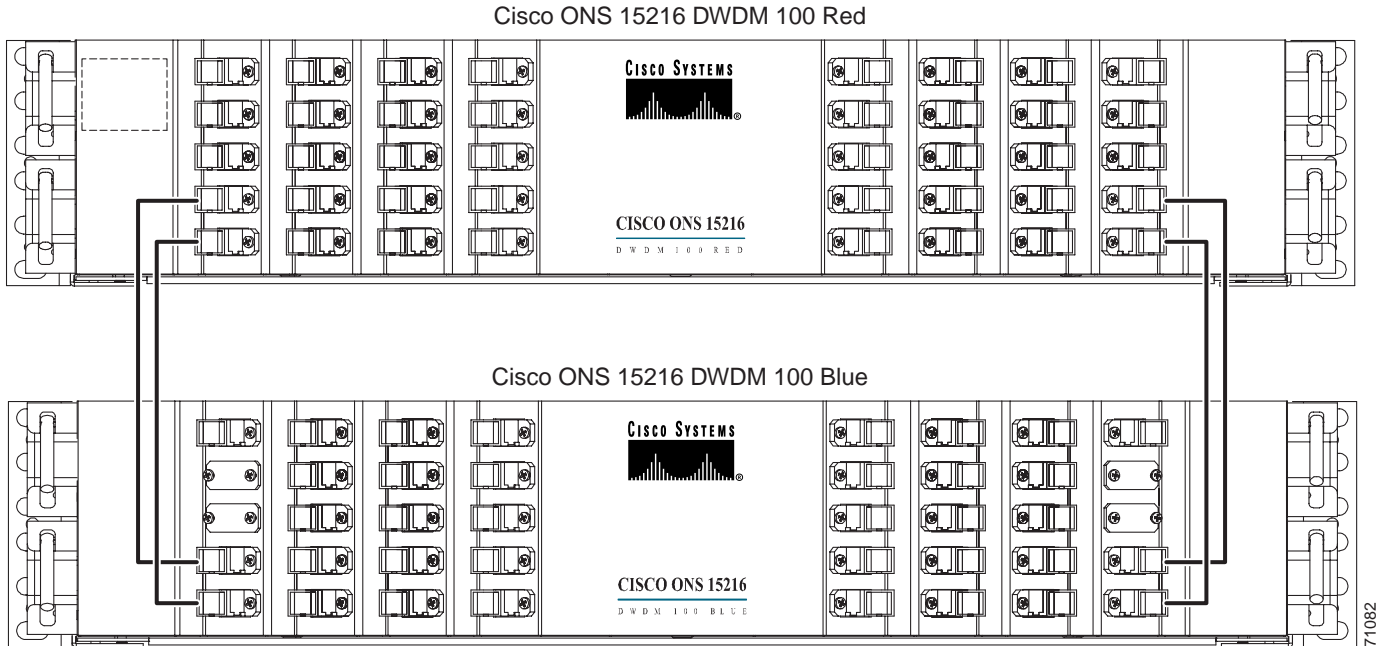 Cisco ONS 15216 DWDM 100 Red
CISCO SYSTEMS
®
CISCO ONS 15216
DWDM 100 RED
Cisco ONS 15216 DWDM 100 Blue
CISCO SYSTEMS
®
CISCO ONS 15216
DWDM 100 BLUE
71082